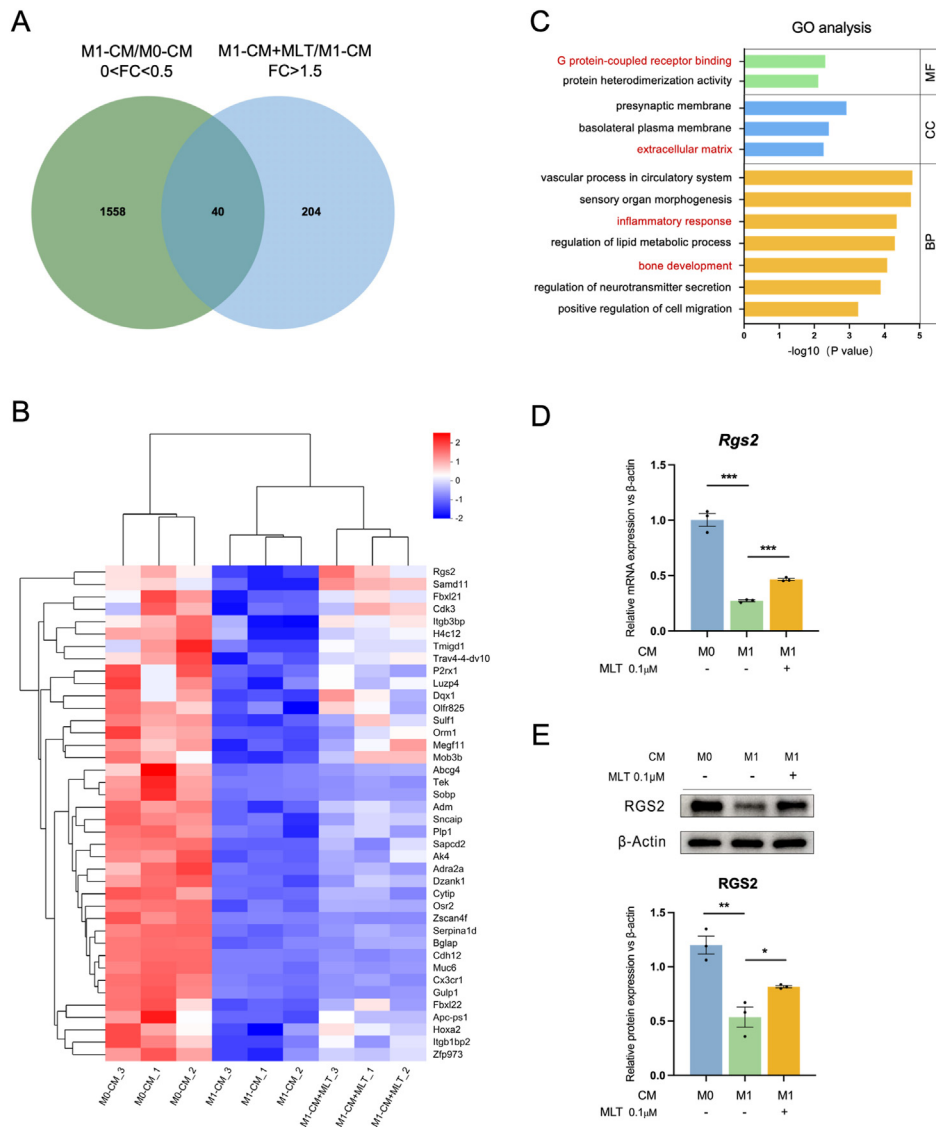 A
M1-CM/M0-CM
0<FC<0.5
M1-CM+MLT/M1-CM
FC>1.5
1558
40
204
C
GO analysis
G protein-coupled receptor binding
protein heterodimerization activity
MF
presynaptic membrane
basolateral plasma membrane
extracellular matrix
CC
vascular process in circulatory system
sensory organ morphogenesis
inflammatory response
regulation of lipid metabolic process
bone development
regulation of neurotransmitter secretion
positive regulation of cell migration
BP
0 1 2 3 4 5
-log10（P value）
B
2
1
0
-1
-2
Rgs2
Samd11
Fbxl21
Cdk3
Itgb3bp
H4c12
Tmigd1
Trav4-4-dv10
P2rx1
Luzp4
Dqx1
Olfr825
Sulf1
Orm1
Megf11
Mob3b
Abcg4
Tek
Sobp
Adm
Sncaip
Plp1
Sapcd2
Ak4
Adra2a
Dzank1
Cytip
Osr2
Zscan4f
Serpina1d
Bglap
Cdh12
Muc6
Cx3cr1
Gulp1
Fbxl22
Apc-ps1
Hoxa2
Itgb1bp2
Zfp973
M0-CM_3
M0-CM_1
M0-CM_2
M1-CM_3
M1-CM_1
M1-CM_2
M1-CM+MLT_3
M1-CM+MLT_1
M1-CM+MLT_2
D
Rgs2
Relative mRNA expression vs β-actin
1.5
1.0
0.5
0.0
***
***
CM M0 M1 M1
MLT 0.1μM - - +
E
CM M0 M1 M1
MLT 0.1μM - - +
RGS2
β-Actin
RGS2
Relative protein expression vs β-actin
1.5
1.0
0.5
0.0
**
*
CM M0 M1 M1
MLT 0.1μM - - +